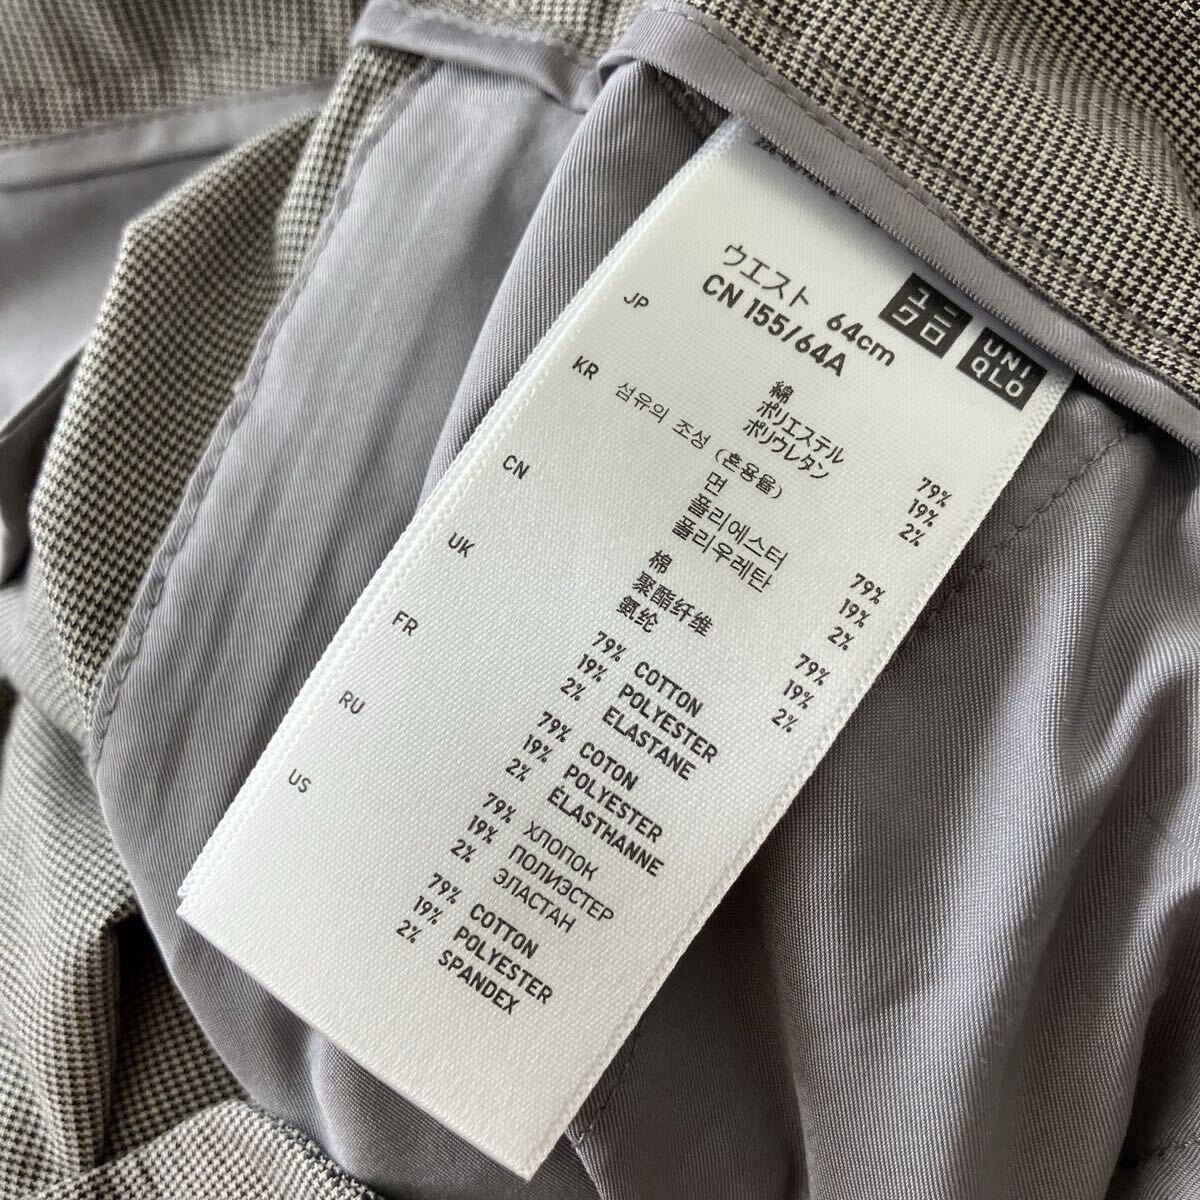 ユニ
クロ
UNI
QLO
ウエスト 64cm
CN 155/64A
JP
綿 79%
ポリエステル 19%
ポリウレタン 2%
KR 섬유의 조성 (혼용율)
면 79%
폴리에스터 19%
폴리우레탄 2%
CN
棉 79%
聚酯纤维 19%
氨纶 2%
UK
79% COTTON
19% POLYESTER
2% ELASTANE
FR
79% COTON
19% POLYESTER
2% ÉLASTHANNE
RU
79% ХЛОПОК
19% ПОЛИЭСТЕР
2% ЭЛАСТАН
US
79% COTTON
19% POLYESTER
2% SPANDEX